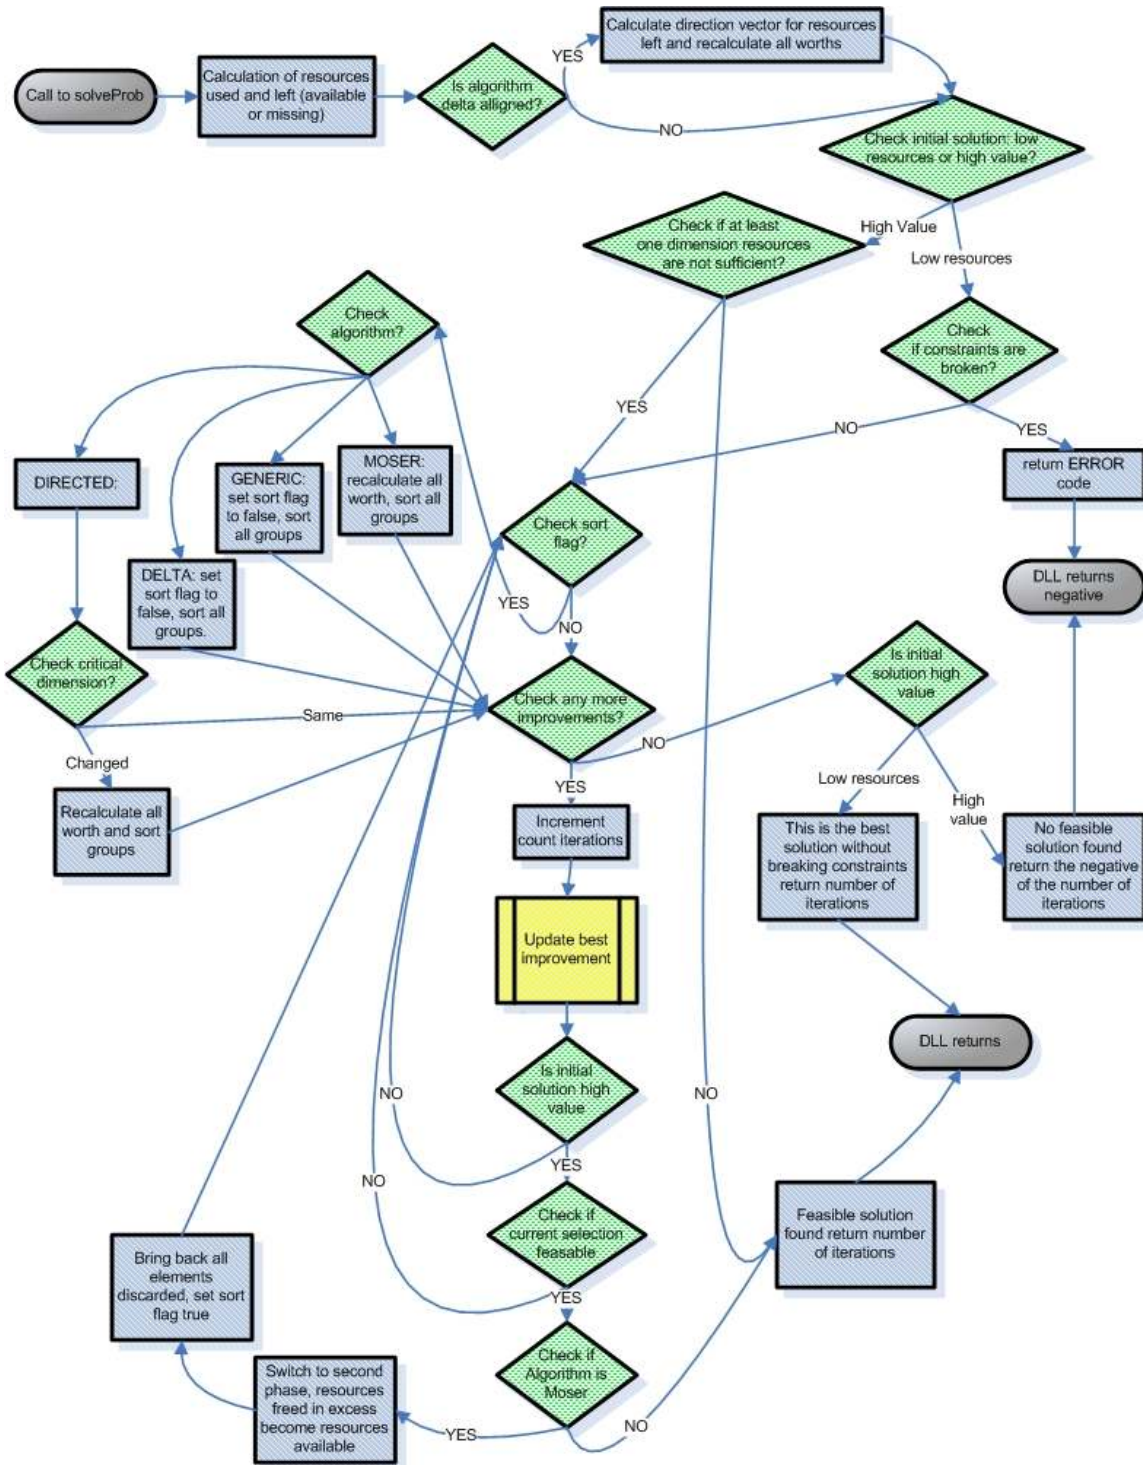 Calculate direction vector for resources
left and recalculate all worths
YES
Call to solveProb
Calculation of resources
used and left (available
or missing)
Is algorithm
delta alligned?
NO
Check initial solution: low
resources or high value?
High Value
Low resources
Check if at least
one dimension resources
are not sufficient?
Check
if constraints are
broken?
YES
NO
YES
return ERROR
code
DLL returns
negative
Check
algorithm?
DIRECTED:
DELTA: set
sort flag to
false, sort all
groups.
GENERIC:
set sort flag
to false, sort
all groups
MOSER:
recalculate all
worth, sort all
groups
Check sort
flag?
YES
NO
Check critical
dimension?
Same
Changed
Recalculate all
worth and sort
groups
Check any more
improvements?
NO
YES
Is initial
solution high
value
Low resources
High
value
This is the best
solution without
breaking constraints
return number of
iterations
No feasible
solution found
return the negative
of the number of
iterations
Increment
count iterations
Update best
improvement
DLL returns
Is initial
solution high
value
NO
YES
NO
NO
Check if
current selection
feasable
YES
Feasible solution
found return number
of iterations
Check if
Algorithm is
Moser
NO
YES
Switch to second
phase, resources
freed in excess
become resources
available
Bring back all
elements
discarded, set sort
flag true